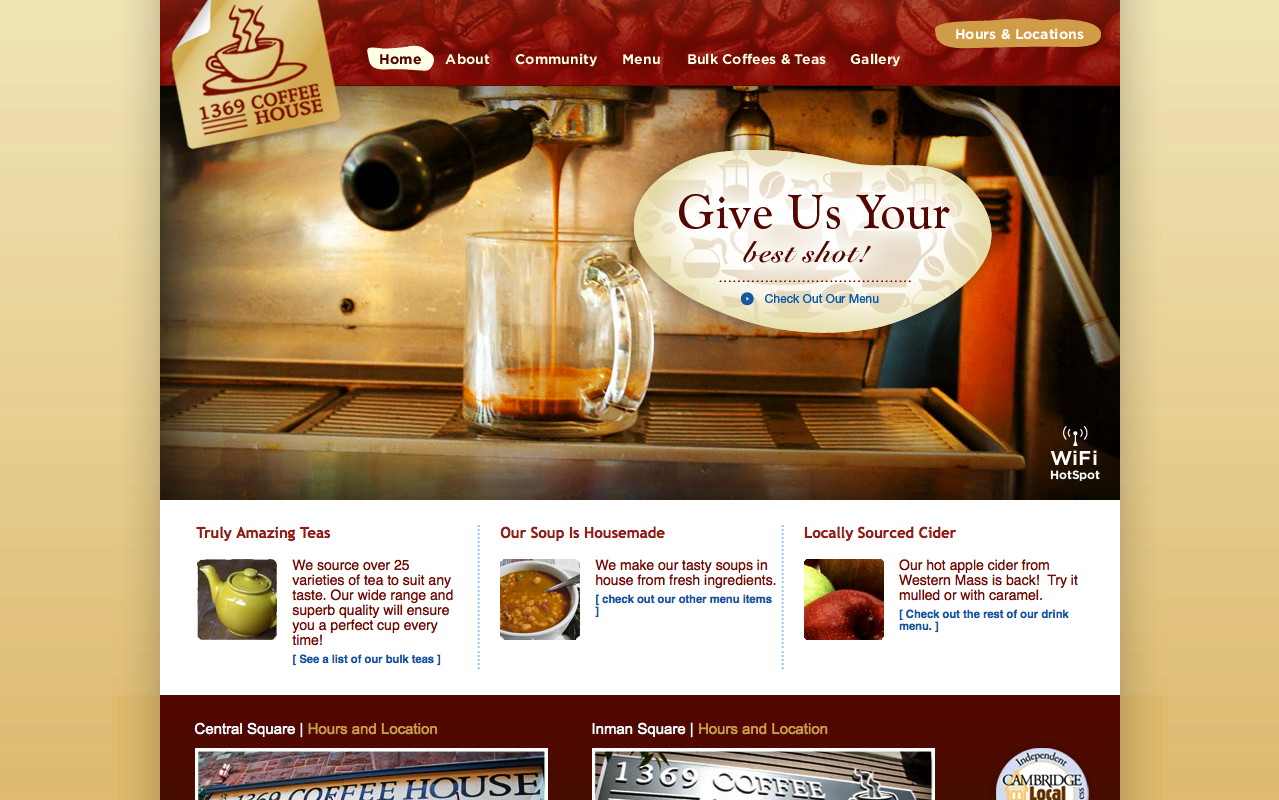 1369 COFFEE
HOUSE
Hours & Locations
Home
About
Community
Menu
Bulk Coffees & Teas
Gallery
Give Us Your
best shot!
Check Out Our Menu
WiFi
HotSpot
Truly Amazing Teas
We source over 25
varieties of tea to suit any
taste. Our wide range and
superb quality will ensure
you a perfect cup every
time!
[ See a list of our bulk teas ]
Our Soup Is Housemade
We make our tasty soups in
house from fresh ingredients.
[ check out our other menu items
]
Locally Sourced Cider
Our hot apple cider from
Western Mass is back!  Try it
mulled or with caramel.
[ Check out the rest of our drink
menu. ]
Central Square | Hours and Location
1369 COFFEE HOUSE
Inman Square | Hours and Location
1369 COFFEE
Independent
CAMBRIDGE
Local